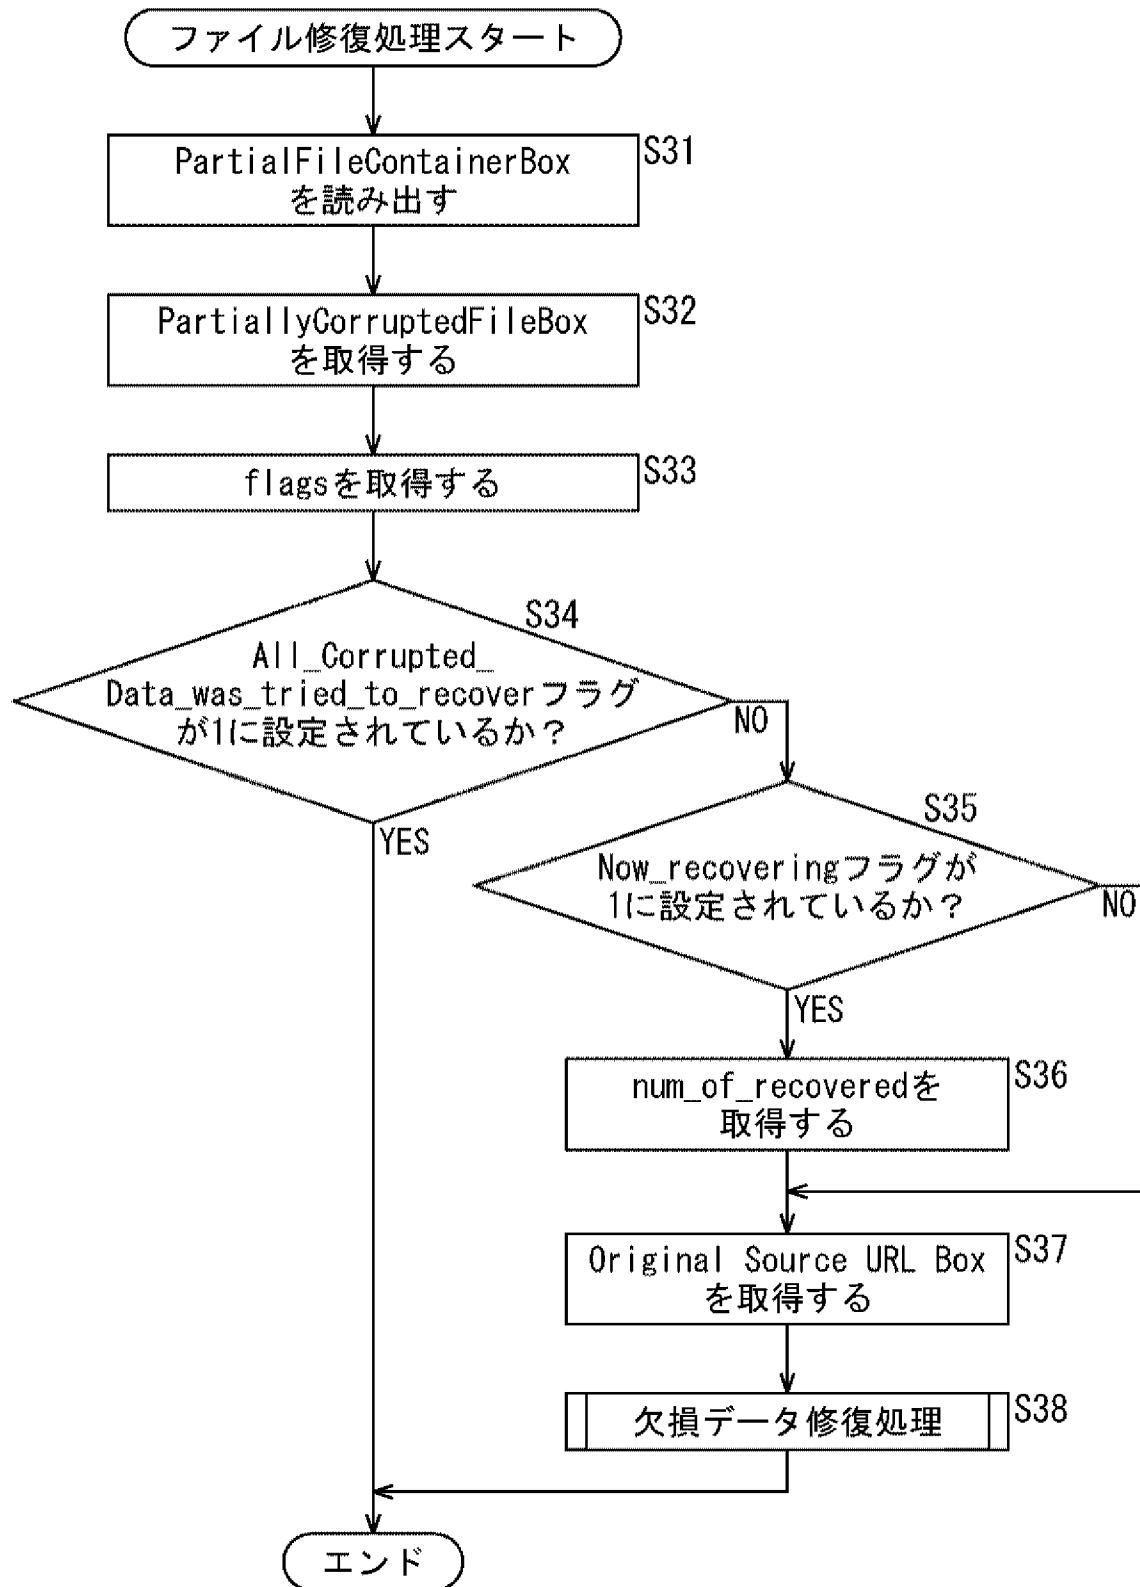 ファイル修復処理スタート
PartialFileContainerBox
を読み出す
S31
PartiallyCorruptedFileBox
を取得する
S32
flagsを取得する
S33
S34
All_Corrupted_
Data_was_tried_to_recoverフラグ
が1に設定されているか？
NO
YES
S35
Now_recoveringフラグが
1に設定されているか？
NO
YES
num_of_recoveredを
取得する
S36
Original Source URL Box
を取得する
S37
欠損データ修復処理
S38
エンド